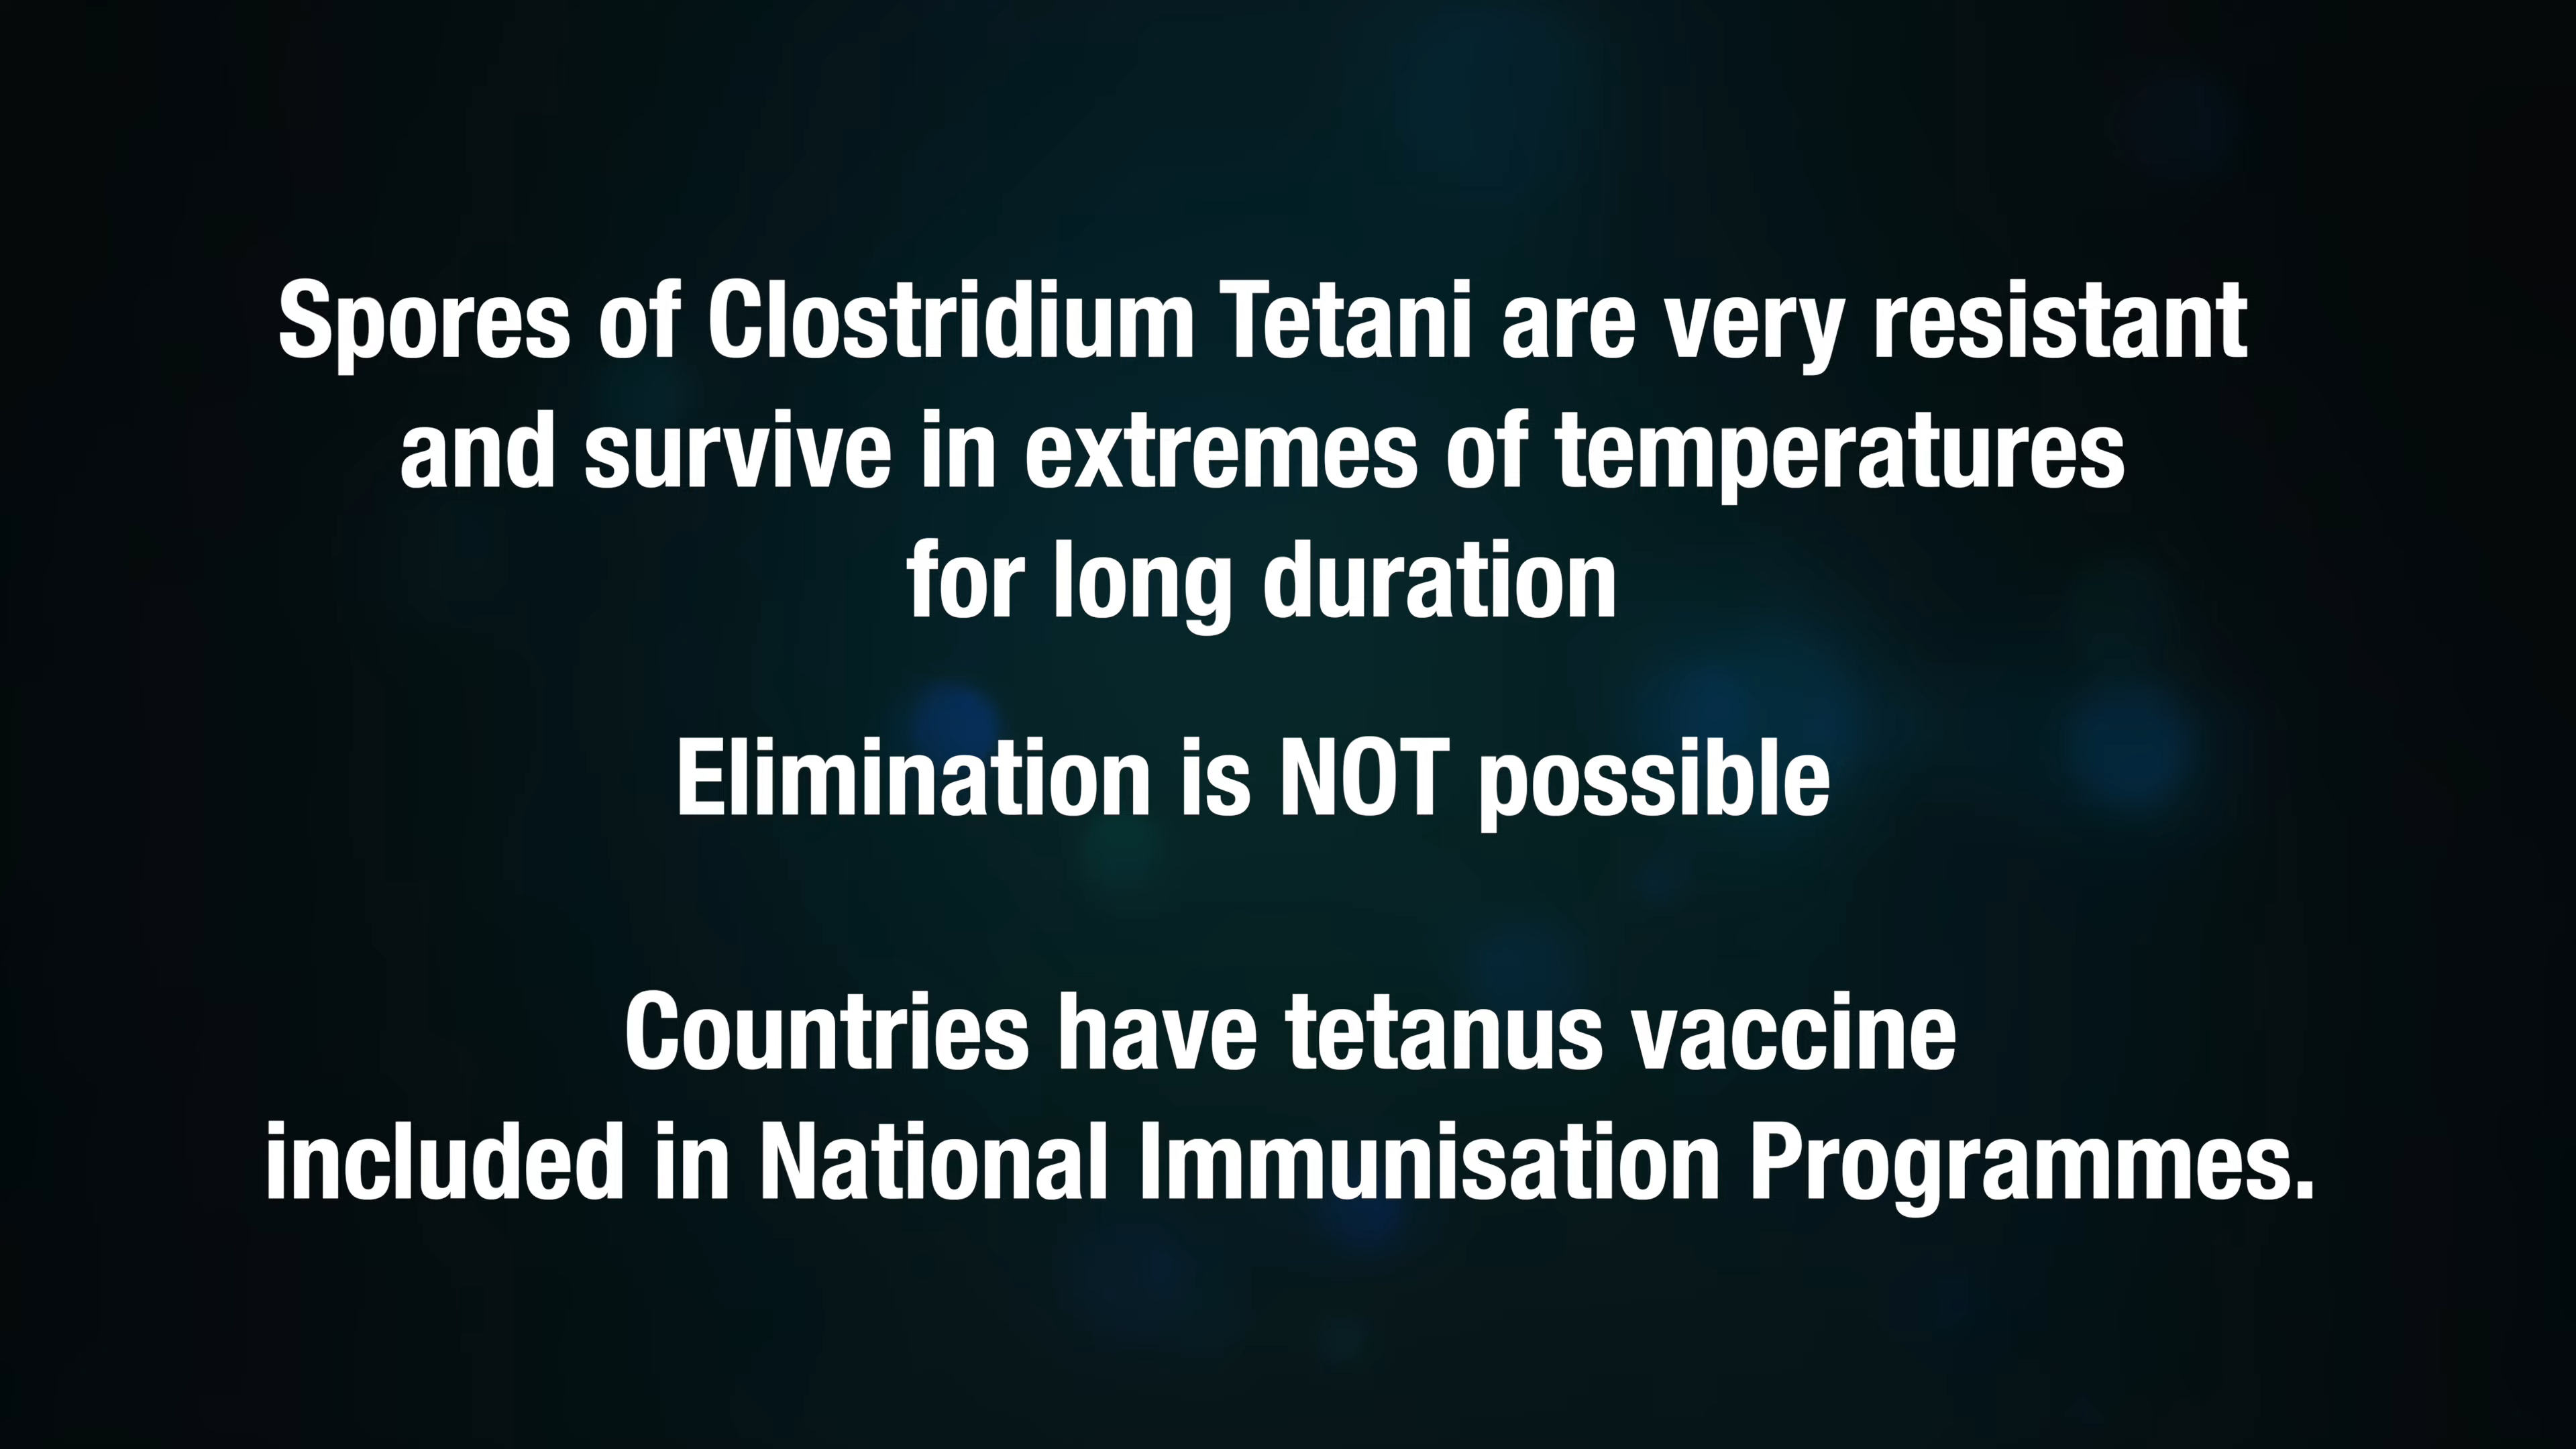 Spores of Clostridium Tetani are very resistant
and survive in extremes of temperatures
for long duration
Elimination is NOT possible
Countries have tetanus vaccine
included in National Immunisation Programmes.